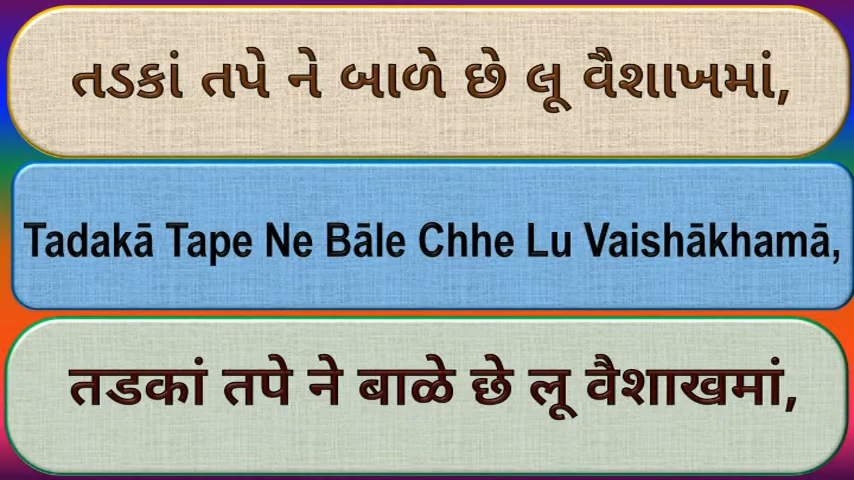 તડકાં તપે ને બાળે છે લૂ વૈશાખમાં,
Tadakā Tape Ne Bāle Chhe Lu Vaishākhamā,
तडकां तपे ने बाळे छे लू वैशाखमां,